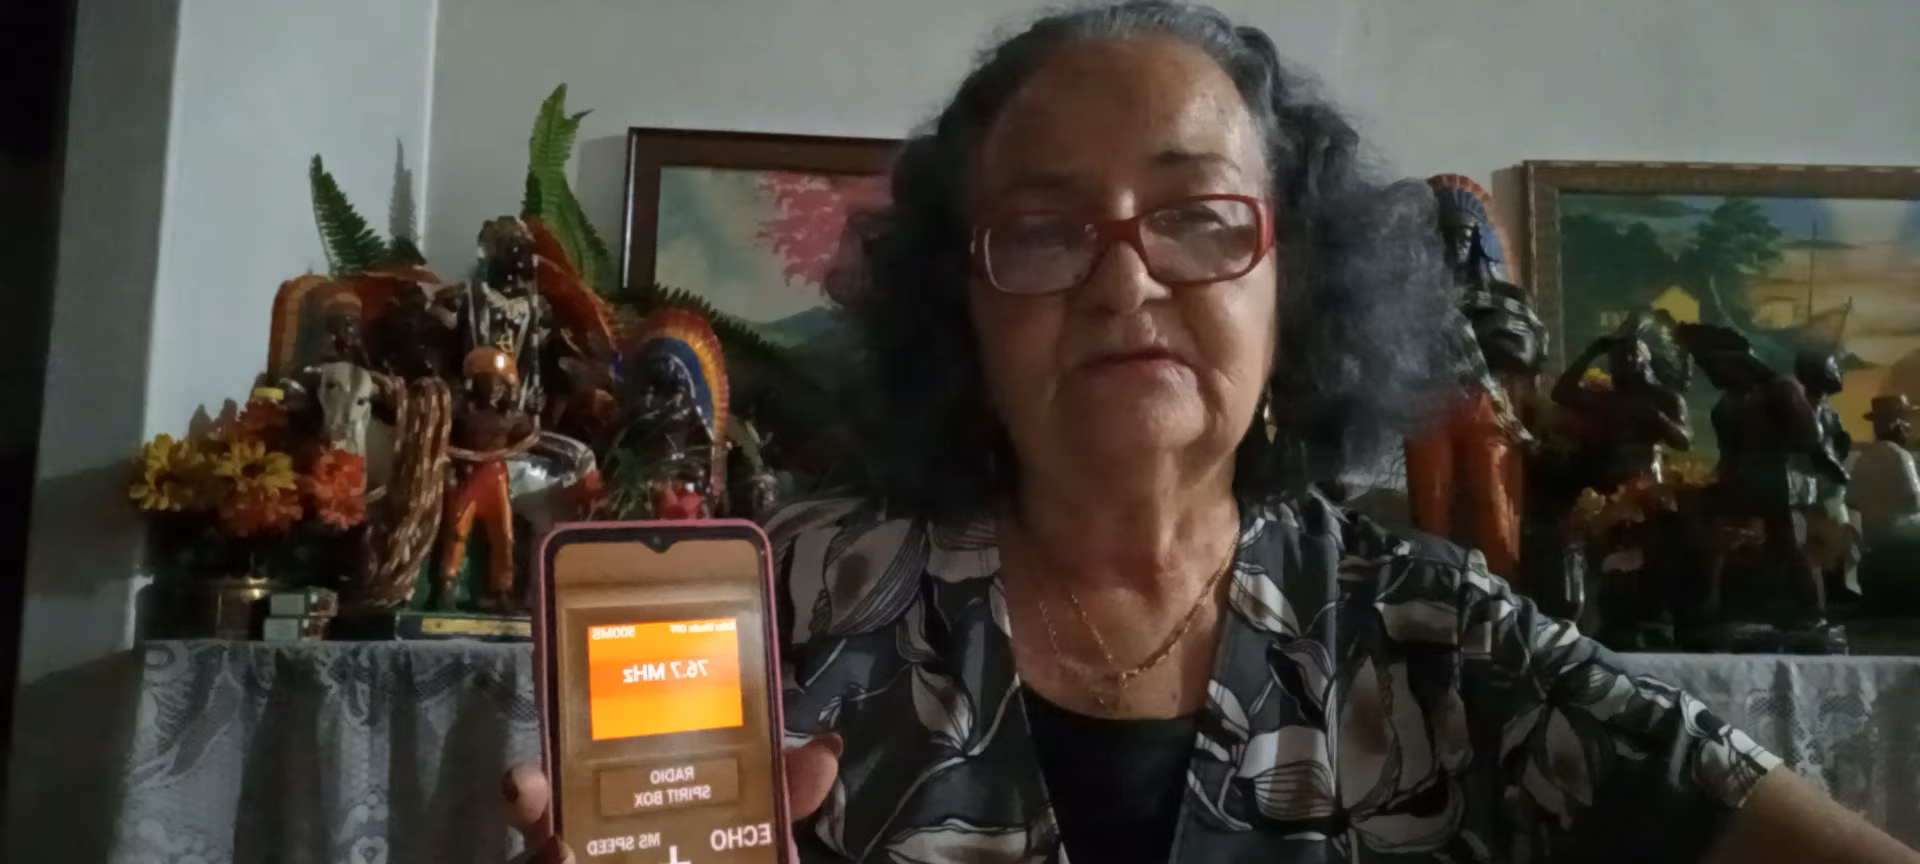 500MS
76.7 MHz
RADIO
SPIRIT BOX
ECHO
MS SPEED
+